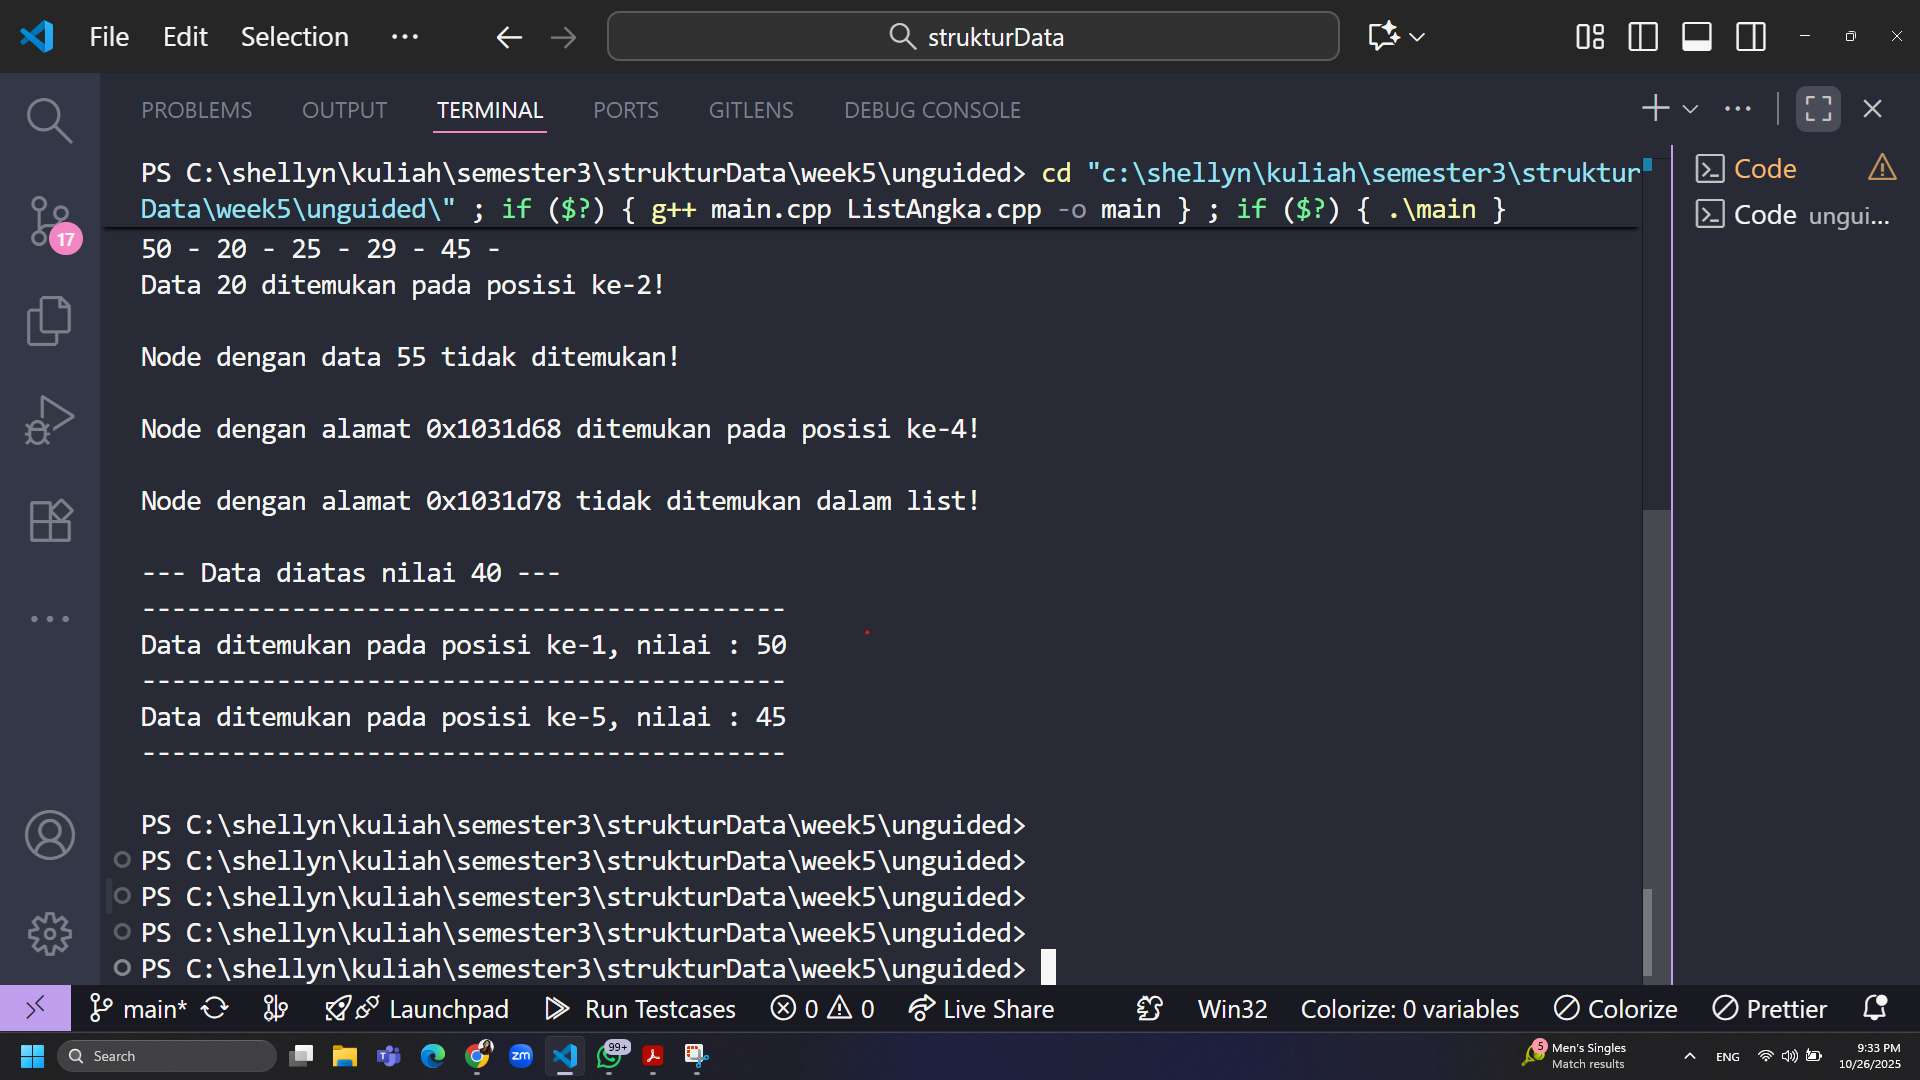 File Edit Selection ··· strukturData
PROBLEMS OUTPUT TERMINAL PORTS GITLENS DEBUG CONSOLE
PS C:\shellyn\kuliah\semester3\strukturData\week5\unguided> cd "c:\shellyn\kuliah\semester3\struktur
Data\week5\unguided\" ; if ($?) { g++ main.cpp ListAngka.cpp -o main } ; if ($?) { .\main }
50 - 20 - 25 - 29 - 45 -
Data 20 ditemukan pada posisi ke-2!
Node dengan data 55 tidak ditemukan!
Node dengan alamat 0x1031d68 ditemukan pada posisi ke-4!
Node dengan alamat 0x1031d78 tidak ditemukan dalam list!
--- Data diatas nilai 40 ---
-------------------------------------------
Data ditemukan pada posisi ke-1, nilai : 50
-------------------------------------------
Data ditemukan pada posisi ke-5, nilai : 45
-------------------------------------------
PS C:\shellyn\kuliah\semester3\strukturData\week5\unguided>
PS C:\shellyn\kuliah\semester3\strukturData\week5\unguided>
PS C:\shellyn\kuliah\semester3\strukturData\week5\unguided>
PS C:\shellyn\kuliah\semester3\strukturData\week5\unguided>
PS C:\shellyn\kuliah\semester3\strukturData\week5\unguided>
Code
Code ungui...
17
main* Launchpad Run Testcases 0 0 Live Share Win32 Colorize: 0 variables Colorize Prettier
Search zm 99+ 5 Men's Singles ENG 9:33 PM
Match results 10/26/2025